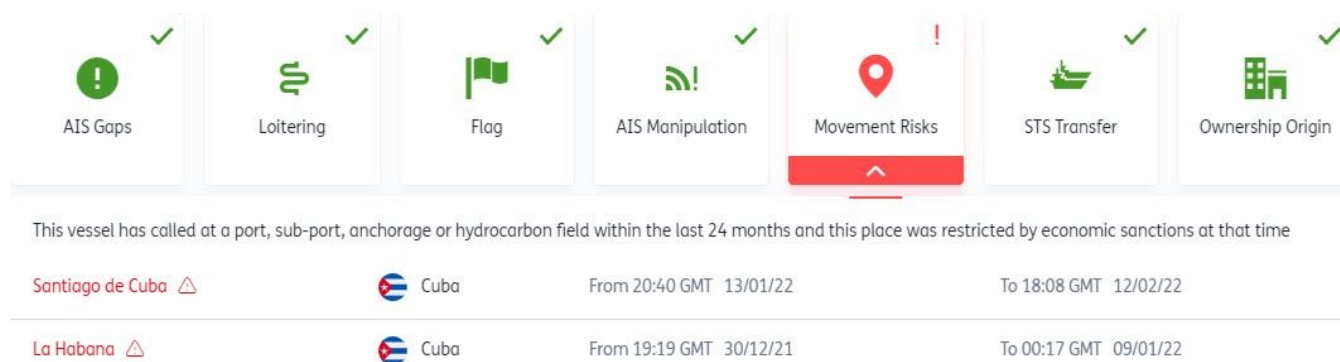 AIS Gaps Loitering Flag AIS Manipulation Movement Risks STS Transfer Ownership Origin
This vessel has called at a port, sub-port, anchorage or hydrocarbon field within the last 24 months and this place was restricted by economic sanctions at that time
Santiago de Cuba Cuba From 20:40 GMT 13/01/22 To 18:08 GMT 12/02/22
La Habana Cuba From 19:19 GMT 30/12/21 To 00:17 GMT 09/01/22